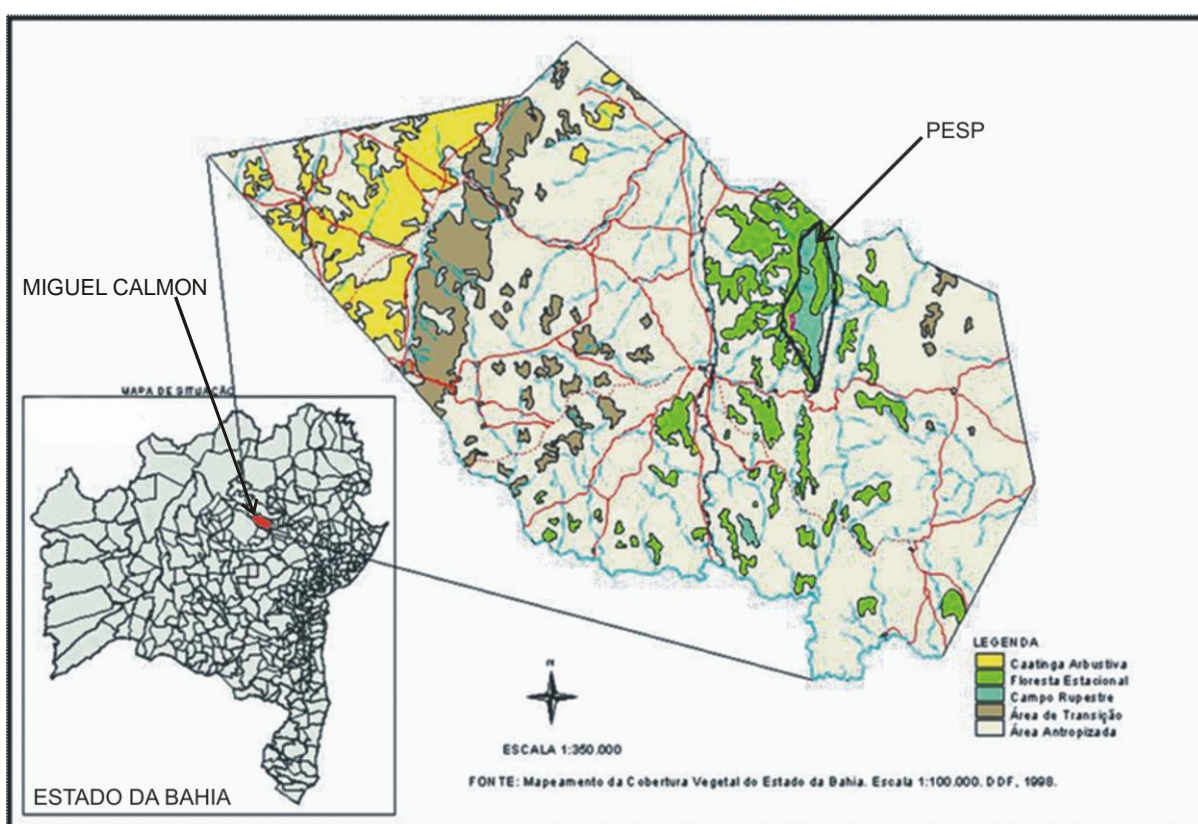 PESP
MIGUEL CALMON
MAPA DE SITUAÇÃO
ESTADO DA BAHIA
N
ESCALA 1:350.000
LEGENDA
Caatinga Arbustiva
Floresta Estacional
Campo Rupestre
Área de Transição
Área Antropizada
FONTE: Mapeamento da Cobertura Vegetal do Estado da Bahia. Escala 1:100.000. DDF, 1998.